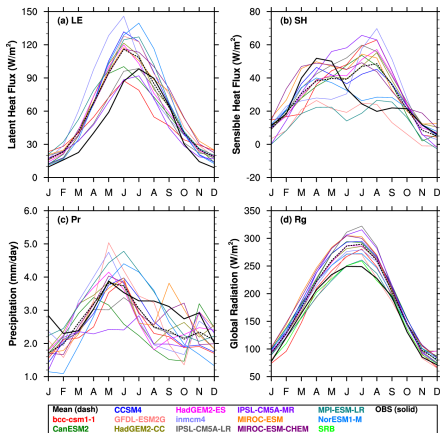 (a) LE
(b) SH
Latent Heat Flux (W/m²)
150
120
90
60
30
0
J F M A M J J A S O N D
Sensible Heat Flux (W/m²)
80
60
40
20
0
-20
J F M A M J J A S O N D
(c) Pr
(d) Rg
Precipitation (mm/day)
6.0
5.0
4.0
3.0
2.0
1.0
J F M A M J J A S O N D
Global Radiation (W/m²)
350
300
250
200
150
100
50
J F M A M J J A S O N D
Mean (dash) CCSM4 HadGEM2-ES IPSL-CM5A-MR MPI-ESM-LR OBS (solid)
bcc-csm1-1 GFDL-ESM2G inmcm4 MIROC-ESM NorESM1-M
CanESM2 HadGEM2-CC IPSL-CM5A-LR MIROC-ESM-CHEM SRB